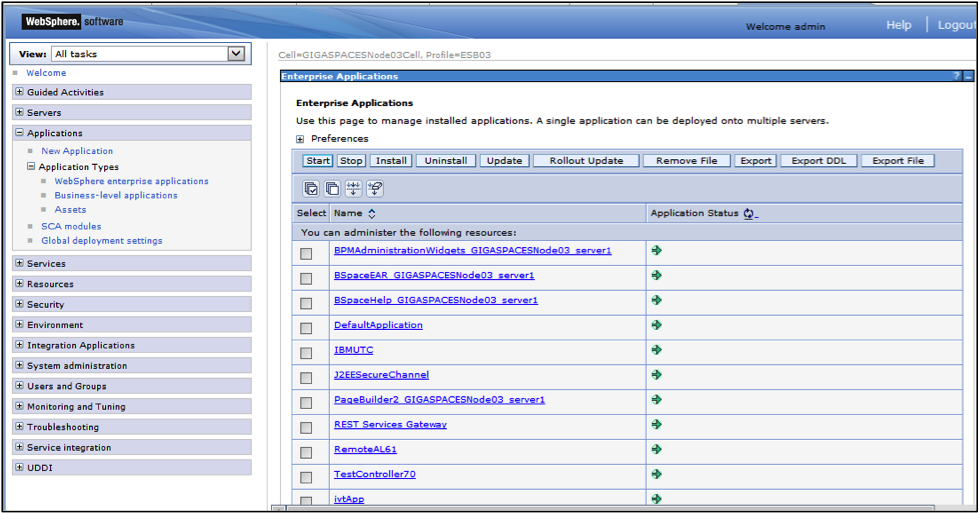 WebSphere. software
Welcome admin Help Logout
View: All tasks
Welcome
Guided Activities
Servers
Applications
New Application
Application Types
WebSphere enterprise applications
Business-level applications
Assets
SCA modules
Global deployment settings
Services
Resources
Security
Environment
Integration Applications
System administration
Users and Groups
Monitoring and Tuning
Troubleshooting
Service integration
UDDI
Cell=GIGASPACESNode03Cell, Profile=ESB03
Enterprise Applications ? _
Enterprise Applications
Use this page to manage installed applications. A single application can be deployed onto multiple servers.
Preferences
Start Stop Install Uninstall Update Rollout Update Remove File Export Export DDL Export File
Select Name Application Status
You can administer the following resources:
BPMAdministrationWidgets_GIGASPACESNode03_server1
BSpaceEAR_GIGASPACESNode03_server1
BSpaceHelp_GIGASPACESNode03_server1
DefaultApplication
IBMUTC
J2EESecureChannel
PageBuilder2_GIGASPACESNode03_server1
REST Services Gateway
RemoteAL61
TestController70
ivtApp